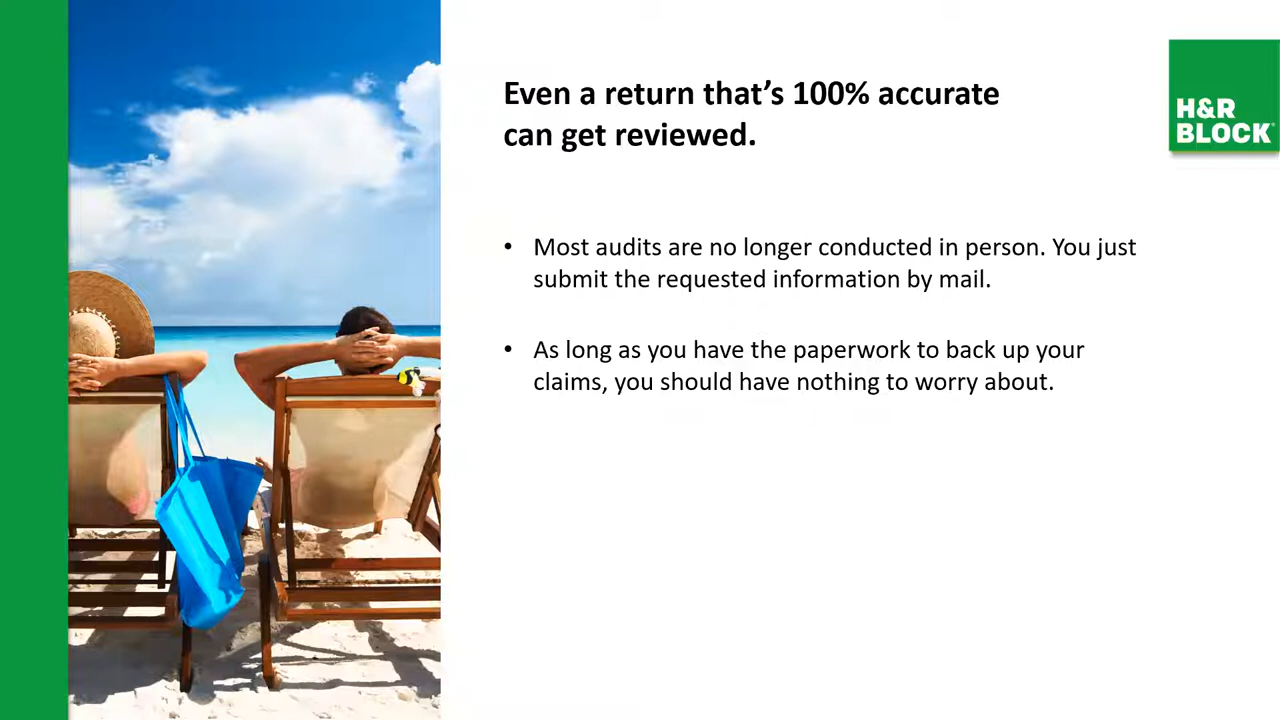 Even a return that’s 100% accurate
can get reviewed.
H&R
BLOCK®
• Most audits are no longer conducted in person. You just
submit the requested information by mail.
• As long as you have the paperwork to back up your
claims, you should have nothing to worry about.